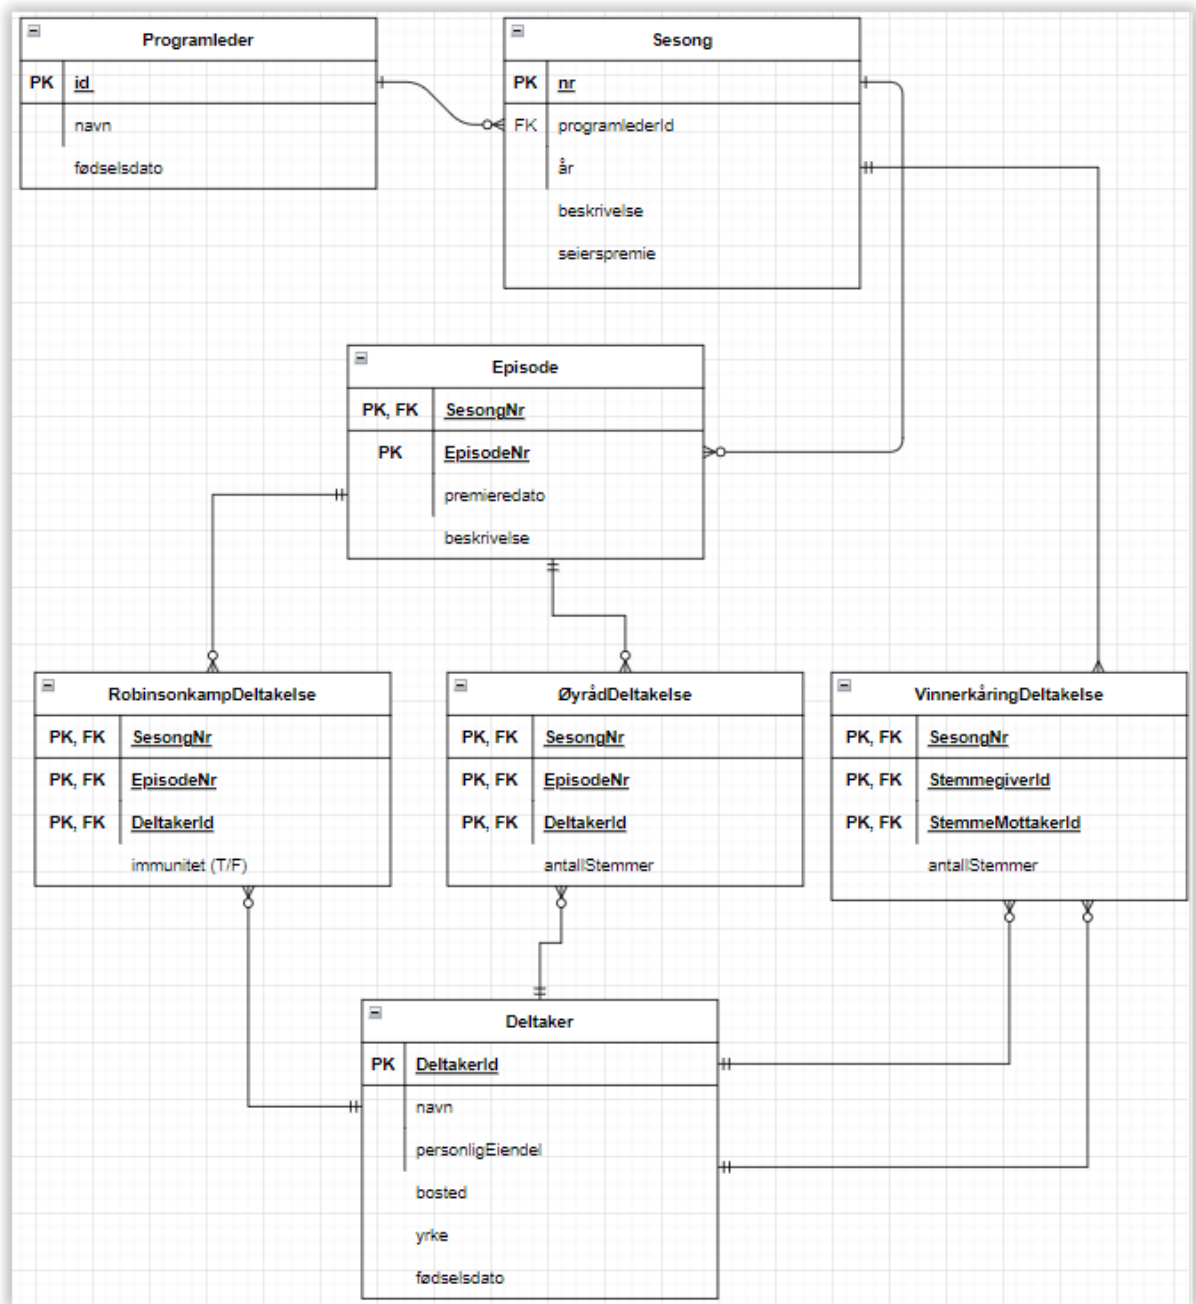 Programleder
PK id
navn
fødselsdato
Sesong
PK nr
FK programlederId
år
beskrivelse
seierspremie
Episode
PK, FK SesongNr
PK EpisodeNr
premieredato
beskrivelse
RobinsonkampDeltakelse
PK, FK SesongNr
PK, FK EpisodeNr
PK, FK DeltakerId
immunitet (T/F)
ØyrådDeltakelse
PK, FK SesongNr
PK, FK EpisodeNr
PK, FK DeltakerId
antallStemmer
VinnerkåringDeltakelse
PK, FK SesongNr
PK, FK StemmegiverId
PK, FK StemmeMottakerId
antallStemmer
Deltaker
PK DeltakerId
navn
personligEiendel
bosted
yrke
fødselsdato